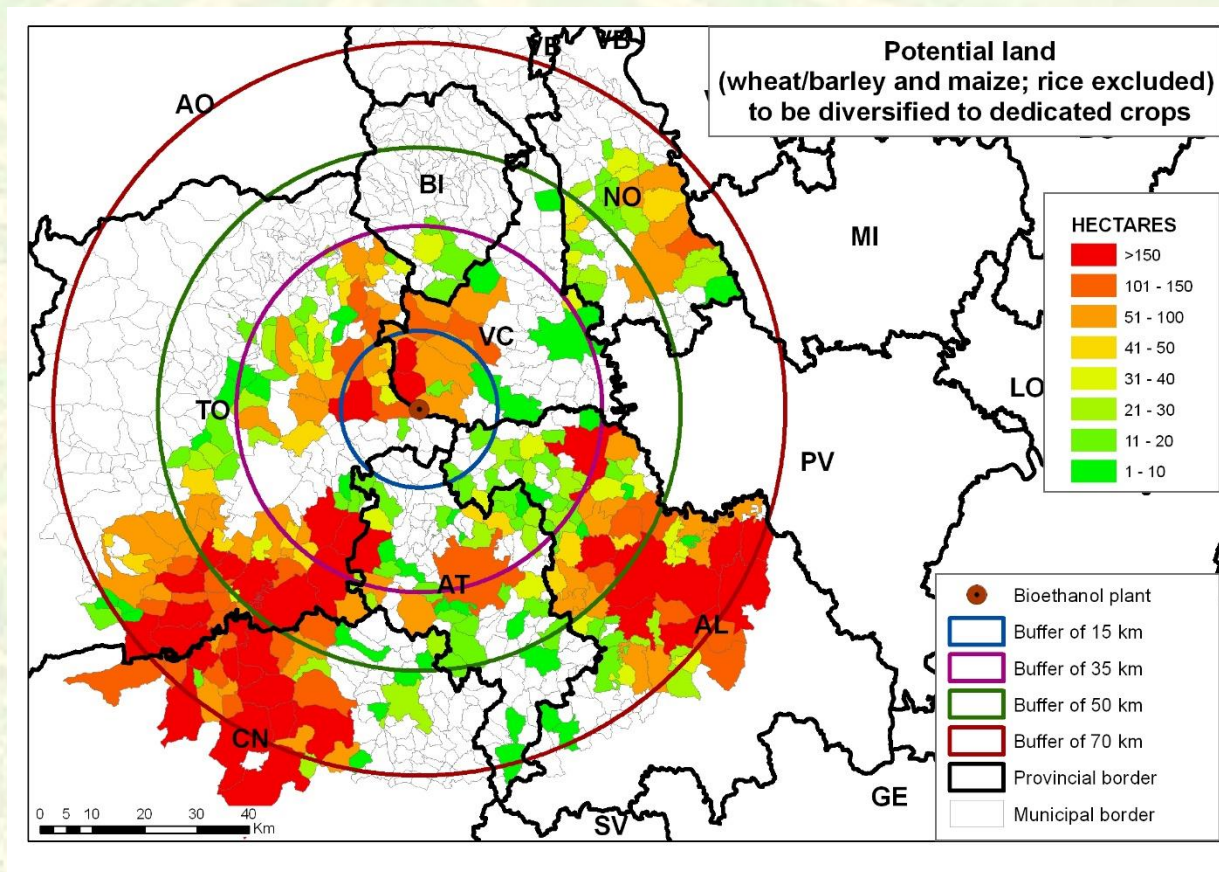 Potential land
(wheat/barley and maize; rice excluded)
to be diversified to dedicated crops
VB
VB
AO
BI
NO
MI
VC
TO
LO
PV
AT
AL
CN
GE
SV
HECTARES
>150
101 - 150
51 - 100
41 - 50
31 - 40
21 - 30
11 - 20
1 - 10
Bioethanol plant
Buffer of 15 km
Buffer of 35 km
Buffer of 50 km
Buffer of 70 km
Provincial border
Municipal border
0 5 10 20 30 40
Km